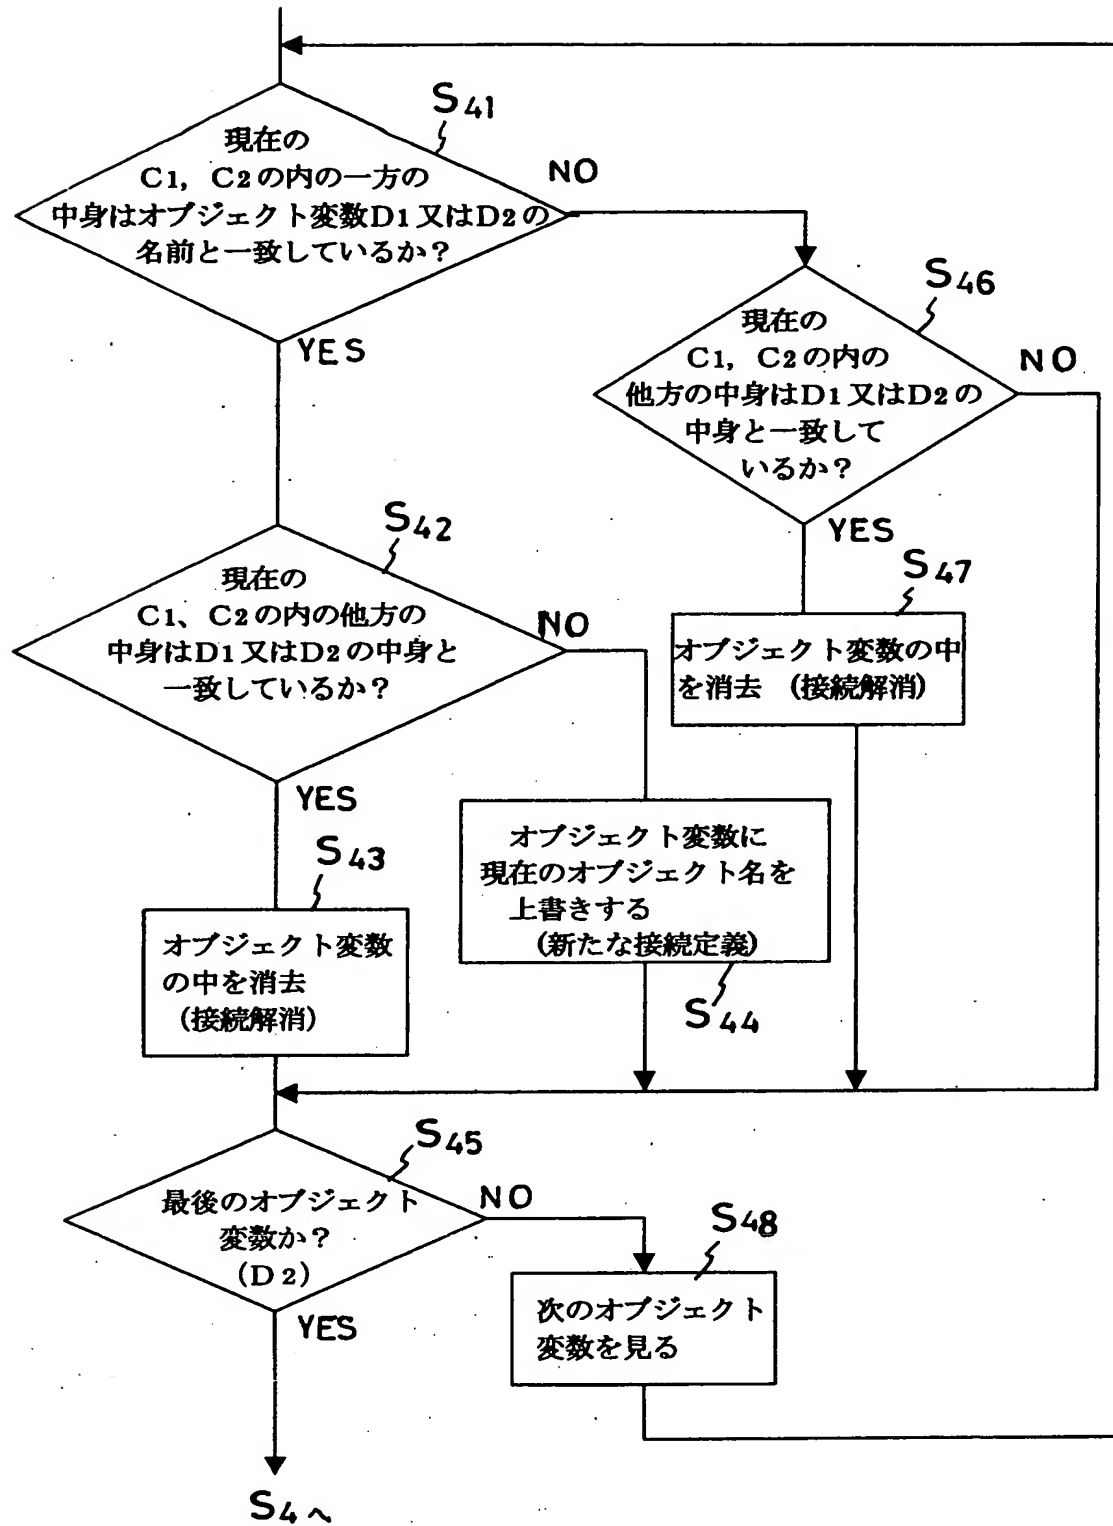 S41
現在の
C1, C2の内の一方の
中身はオブジェクト変数D1又はD2の
名前と一致しているか?
NO
YES
S46
現在の
C1, C2の内の
他方の中身はD1又はD2の
中身と一致して
いるか?
NO
YES
S42
現在の
C1、C2の内の他方の
中身はD1又はD2の中身と
一致しているか?
NO
YES
S47
オブジェクト変数の中
を消去 (接続解消)
S43
オブジェクト変数
の中を消去
(接続解消)
オブジェクト変数に
現在のオブジェクト名を
上書きする
(新たな接続定義)
S44
S45
最後のオブジェクト
変数か?
(D2)
NO
YES
S48
次のオブジェクト
変数を見る
S4へ